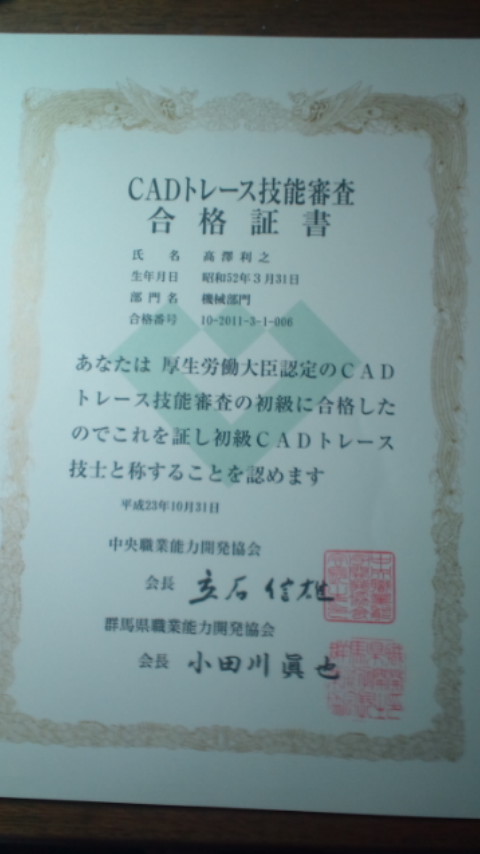 CADトレース技能審査
合格証書
氏名 高澤利之
生年月日 昭和52年3月31日
部門名 機械部門
合格番号 10-2011-3-1-006
あなたは 厚生労働大臣認定のCAD
トレース技能審査の初級に合格した
のでこれを証し初級CADトレース
技士と称することを認めます
平成23年10月31日
中央職業能力開発協会
会長 立石信雄
群馬県職業能力開発協会
会長 小田川眞也